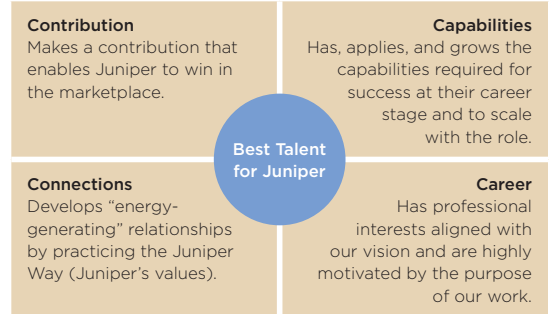 Contribution
Makes a contribution that
enables Juniper to win in
the marketplace.
Capabilities
Has, applies, and grows the
capabilities required for
success at their career
stage and to scale
with the role.
Best Talent
for Juniper
Connections
Develops “energy-
generating” relationships
by practicing the Juniper
Way (Juniper’s values).
Career
Has professional
interests aligned with
our vision and are highly
motivated by the purpose
of our work.